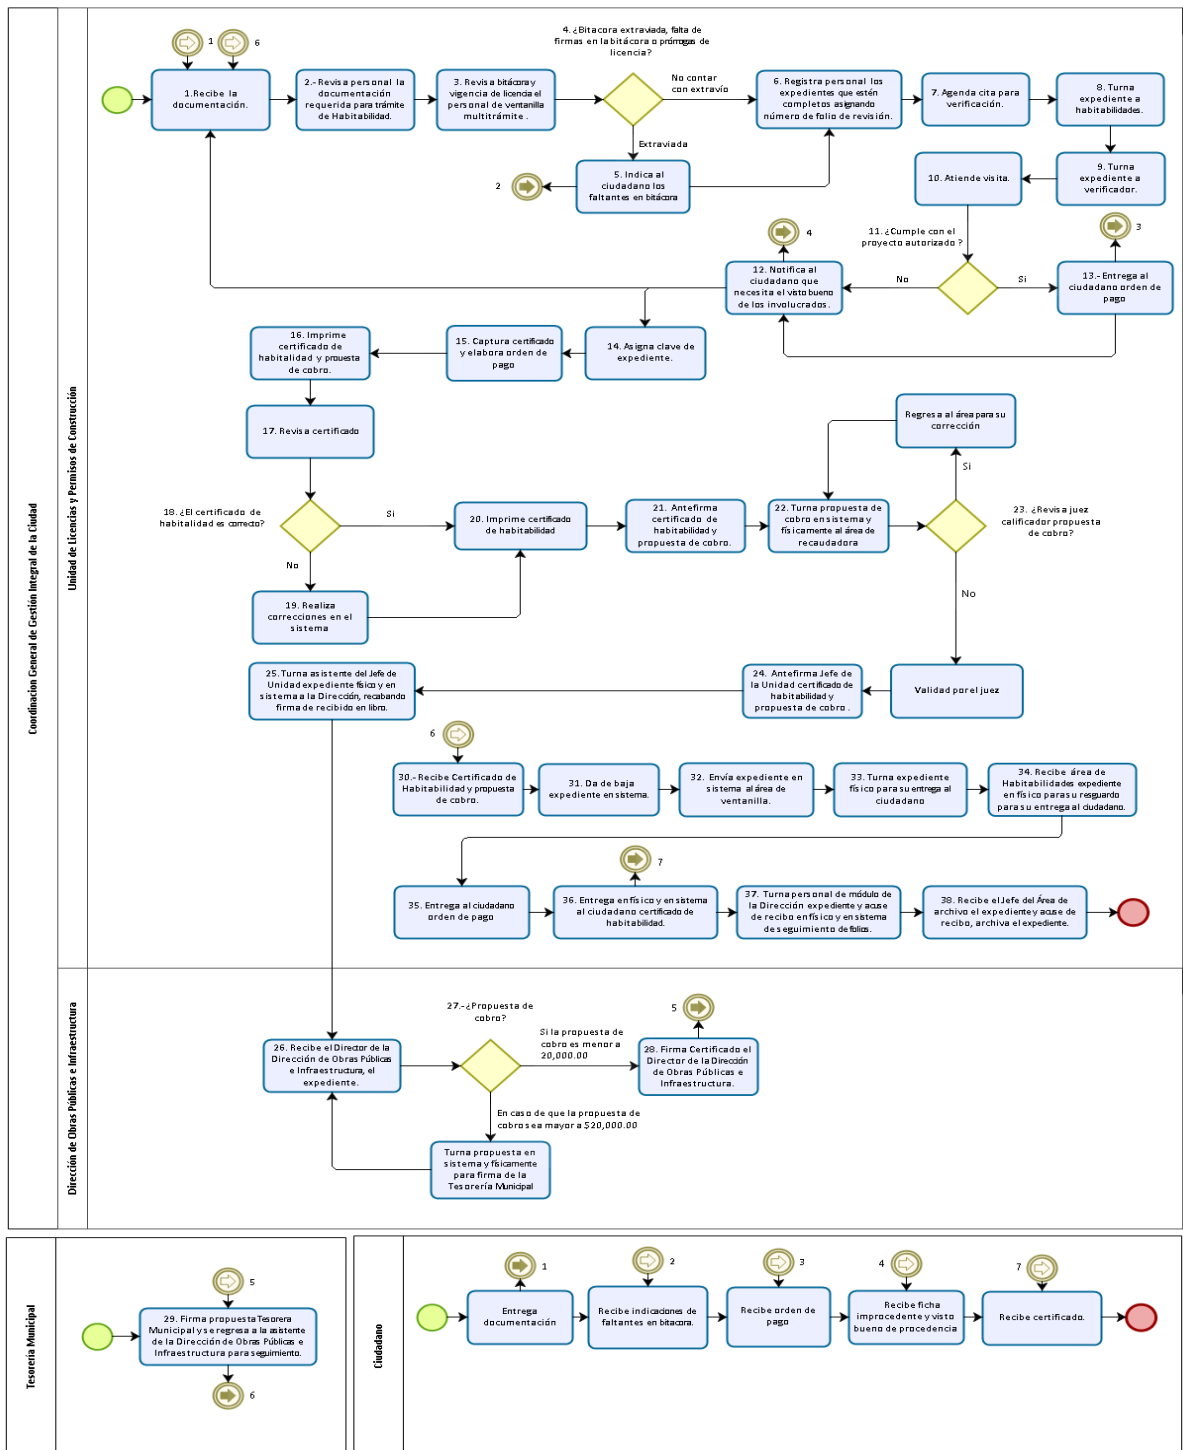 Coordinacion General de Gestión Integral de la Ciudad
Unidad de Licencias y Permisos de Construcción
1
6
1.Recibe la
documentación.
2.- Revisa personal la
documentación
requerida para trámite
de Habitabilidad.
3. Revisa bitácora y
vigencia de licencia el
personal de ventanilla
multitrámite .
4. ¿Bitacora extraviada, falta de
firmas en la bitácora o prórrogas de
licencia?
No contar
con extravío
Extraviada
5. Indica al
ciudadano los
faltantes en bitácora
2
6. Registra personal los
expedientes que estén
completos asignando
número de folio de revisión.
7. Agenda cita para
verificación.
8. Turna
expediente a
habitabilidades.
9. Turna
expediente a
verificador.
10. Atiende visita.
11. ¿Cumple con el
proyecto autorizado ?
No
Si
4
3
12. Notifica al
ciudadano que
necesita el visto bueno
de los involucrados.
13.- Entrega al
ciudadano orden de
pago
14. Asigna clave de
expediente.
15. Captura certificado
y elabora orden de
pago
16. Imprime
certificado de
habitalidad y prouesta
de cobro.
17. Revisa certificado
18. ¿El certificado de
habitalidad es correcto?
Si
No
19. Realiza
correcciones en el
sistema
20. Imprime certificado
de habitabilidad
21. Antefirma
certificado de
habitabilidad y
propuesta de cobro.
22. Turna propuesta de
cobro en sistema y
físicamente al área de
recaudadora
Regresa al área para su
corrección
Si
23. ¿Revisa juez
calificador propuesta
de cobro?
No
Validad por el juez
24. Antefirma Jefe de
la Unidad certificado de
habitabilidad y
propuesta de cobro .
25. Turna asistente del Jefe de
Unidad expediente físico y en
sistema a la Dirección, recabando
firma de recibido en libro.
6
30.- Recibe Certificado de
Habitabilidad y propuesta
de cobro.
31. Da de baja
expediente en sistema.
32. Envía expediente en
sistema al área de
ventanilla.
33. Turna expediente
físico para su entrega al
ciudadano
34. Recibe área de
Habitabilidades expediente
en físico para su resguardo
para su entrega al ciudadano.
35. Entrega al ciudadano
orden de pago
7
36. Entrega en físico y en sistema
al ciudadano certificado de
habitabilidad.
37. Turna personal de módulo de
la Dirección expediente y acuse
de recibo en físico y en sistema
de seguimiento de folios.
38. Recibe el Jefe del Área de
archivo el expediente y acuse de
recibo, archiva el expediente.
Dirección de Obras Públicas e Infraestructura
26. Recibe el Director de la
Dirección de Obras Públicas
e Infraestructura, el
expediente.
27.-¿Propuesta de
cobro?
Si la propuesta de
cobro es menor a
20,000.00
5
28. Firma Certificado el
Director de la Dirección
de Obras Públicas e
Infraestructura.
En caso de que la propuesta de
cobro sea mayor a $20,000.00
Turna propuesta en
sistema y físicamente
para firma de la
Tesorería Municipal
Tesorería Municipal
5
29. Firma propuesta Tesorera
Municipal y se regresa a la asistente
de la Dirección de Obras Públicas e
Infraestructura para seguimiento.
6
Ciudadano
1
Entrega
documentación
2
Recibe indicaciones de
faltantes en bitacora.
3
Recibe orden de
pago
4
Recibe ficha
improcedente y visto
bueno de procedencia
7
Recibe certificado.